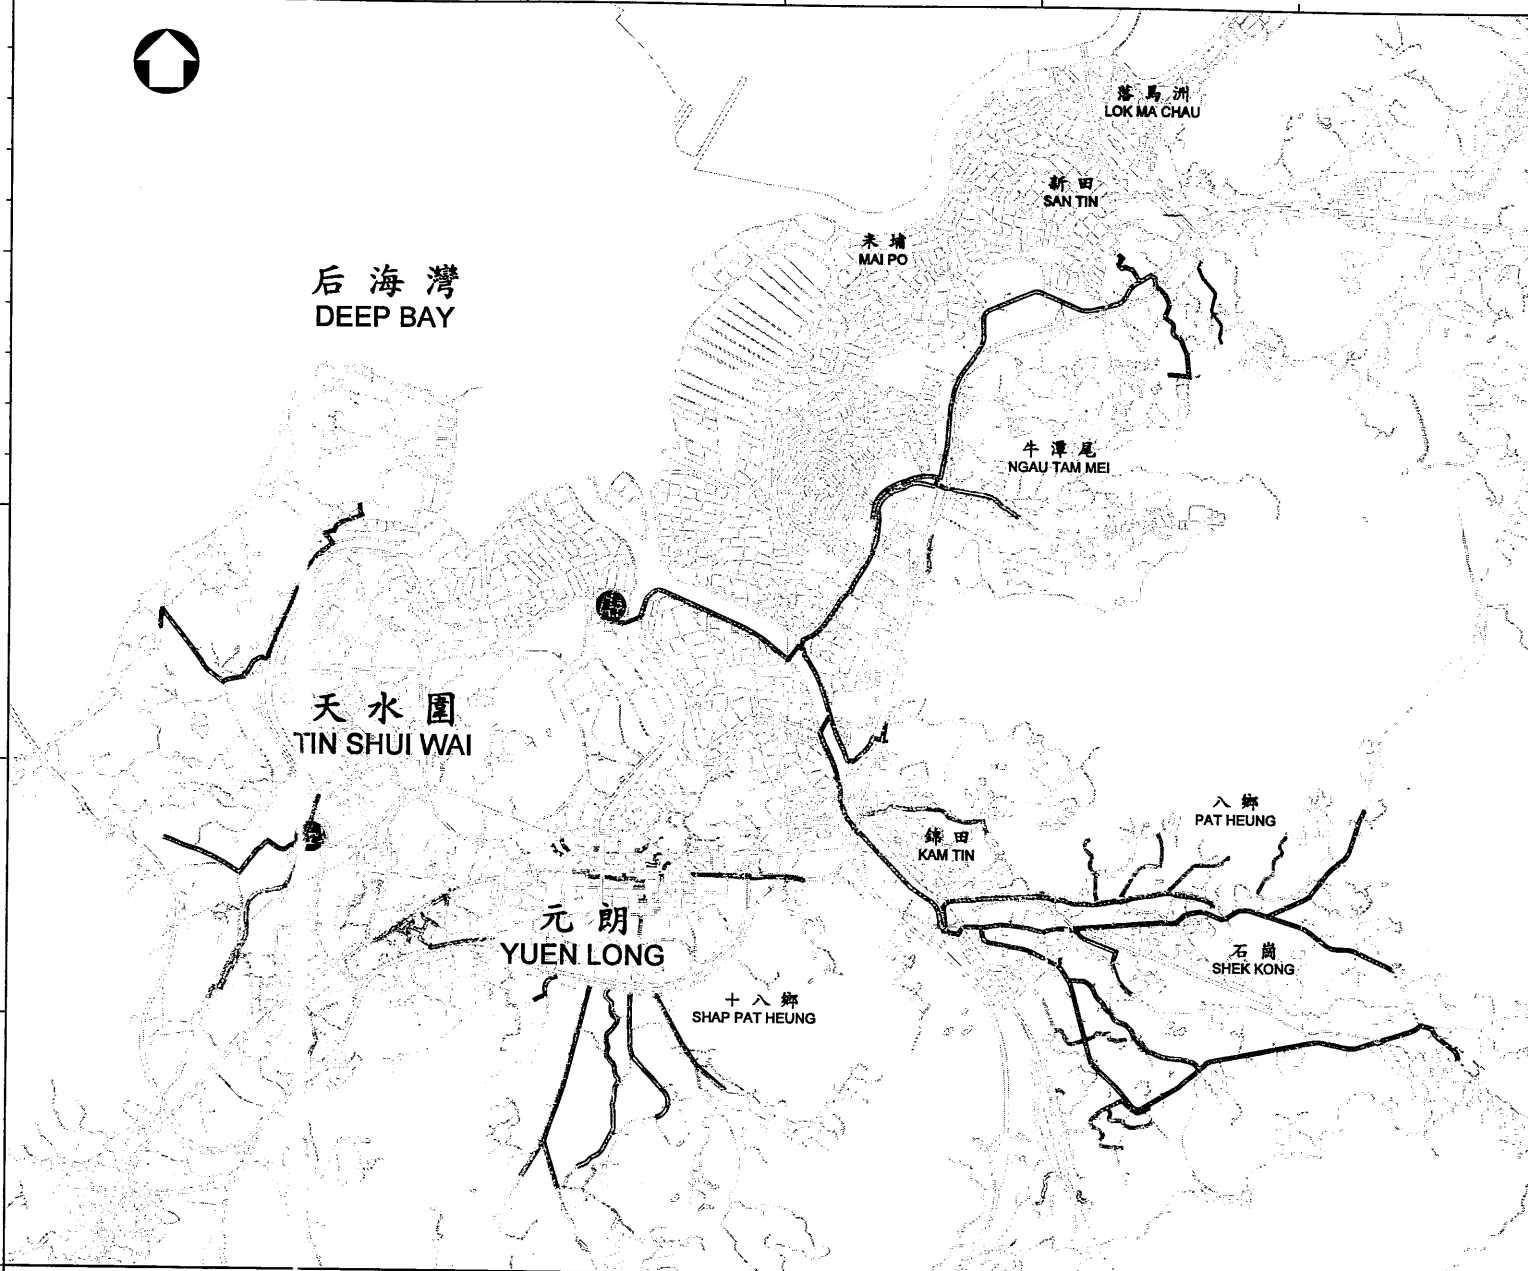 落馬洲
LOK MA CHAU
新田
SAN TIN
米埔
MAI PO
后海灣
DEEP BAY
牛潭尾
NGAU TAM MEI
天水圍
TIN SHUI WAI
八鄉
PAT HEUNG
錦田
KAM TIN
元朗
YUEN LONG
石崗
SHEK KONG
十八鄉
SHAP PAT HEUNG